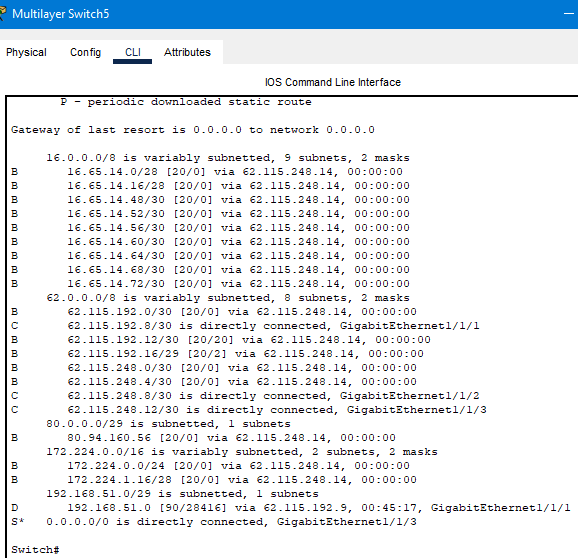 Multilayer Switch5
Physical Config CLI Attributes
IOS Command Line Interface
P - periodic downloaded static route
Gateway of last resort is 0.0.0.0 to network 0.0.0.0
16.0.0.0/8 is variably subnetted, 9 subnets, 2 masks
B 16.65.14.0/28 [20/0] via 62.115.248.14, 00:00:00
B 16.65.14.16/28 [20/0] via 62.115.248.14, 00:00:00
B 16.65.14.48/30 [20/0] via 62.115.248.14, 00:00:00
B 16.65.14.52/30 [20/0] via 62.115.248.14, 00:00:00
B 16.65.14.56/30 [20/0] via 62.115.248.14, 00:00:00
B 16.65.14.60/30 [20/0] via 62.115.248.14, 00:00:00
B 16.65.14.64/30 [20/0] via 62.115.248.14, 00:00:00
B 16.65.14.68/30 [20/0] via 62.115.248.14, 00:00:00
B 16.65.14.72/30 [20/0] via 62.115.248.14, 00:00:00
62.0.0.0/8 is variably subnetted, 8 subnets, 2 masks
B 62.115.192.0/30 [20/0] via 62.115.248.14, 00:00:00
C 62.115.192.8/30 is directly connected, GigabitEthernet1/1/1
B 62.115.192.12/30 [20/20] via 62.115.248.14, 00:00:00
B 62.115.192.16/29 [20/2] via 62.115.248.14, 00:00:00
B 62.115.248.0/30 [20/0] via 62.115.248.14, 00:00:00
B 62.115.248.4/30 [20/0] via 62.115.248.14, 00:00:00
C 62.115.248.8/30 is directly connected, GigabitEthernet1/1/2
C 62.115.248.12/30 is directly connected, GigabitEthernet1/1/3
80.0.0.0/29 is subnetted, 1 subnets
B 80.94.160.56 [20/0] via 62.115.248.14, 00:00:00
172.224.0.0/16 is variably subnetted, 2 subnets, 2 masks
B 172.224.0.0/24 [20/0] via 62.115.248.14, 00:00:00
B 172.224.1.16/28 [20/0] via 62.115.248.14, 00:00:00
192.168.51.0/29 is subnetted, 1 subnets
D 192.168.51.0 [90/28416] via 62.115.192.9, 00:45:17, GigabitEthernet1/1/1
S* 0.0.0.0/0 is directly connected, GigabitEthernet1/1/3
Switch#